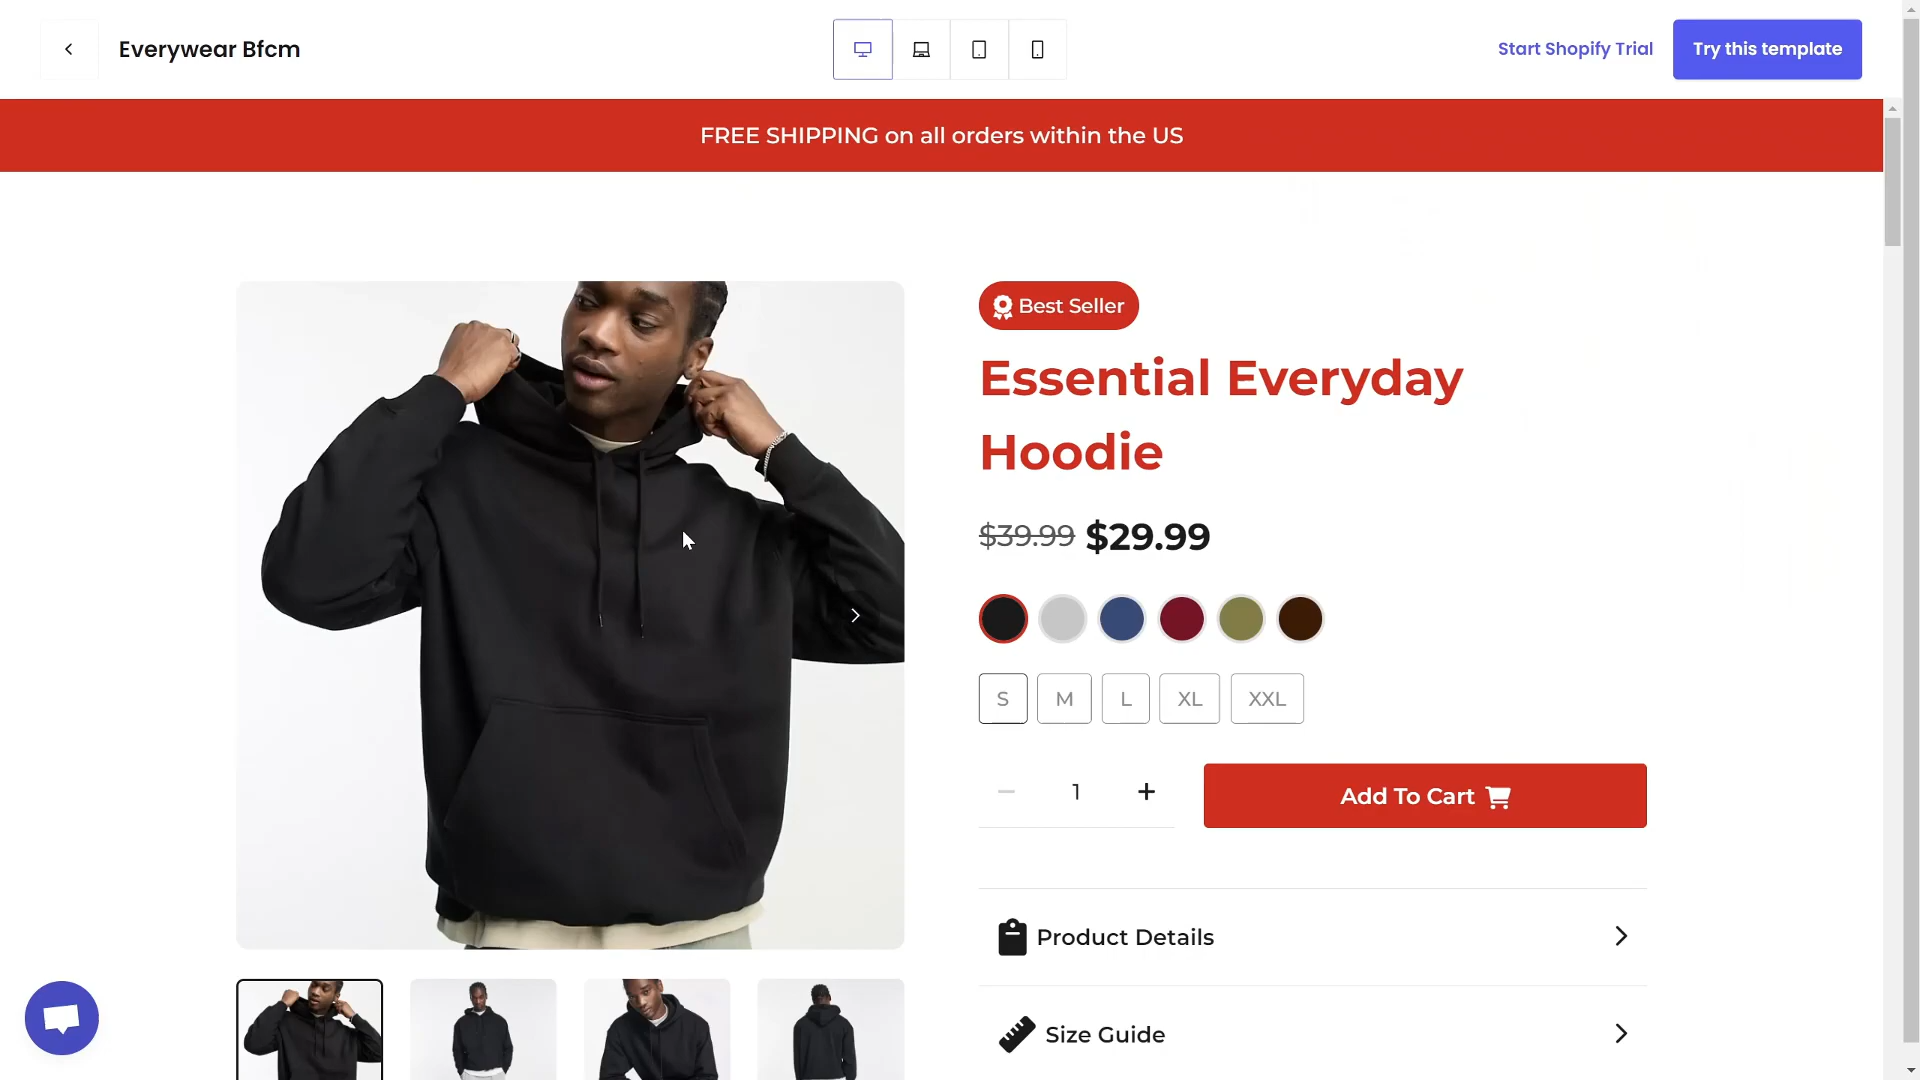 Everywear Bfcm
Start Shopify Trial
Try this template
FREE SHIPPING on all orders within the US
Best Seller
Essential Everyday
Hoodie
$39.99 $29.99
S M L XL XXL
1
Add To Cart
Product Details
Size Guide